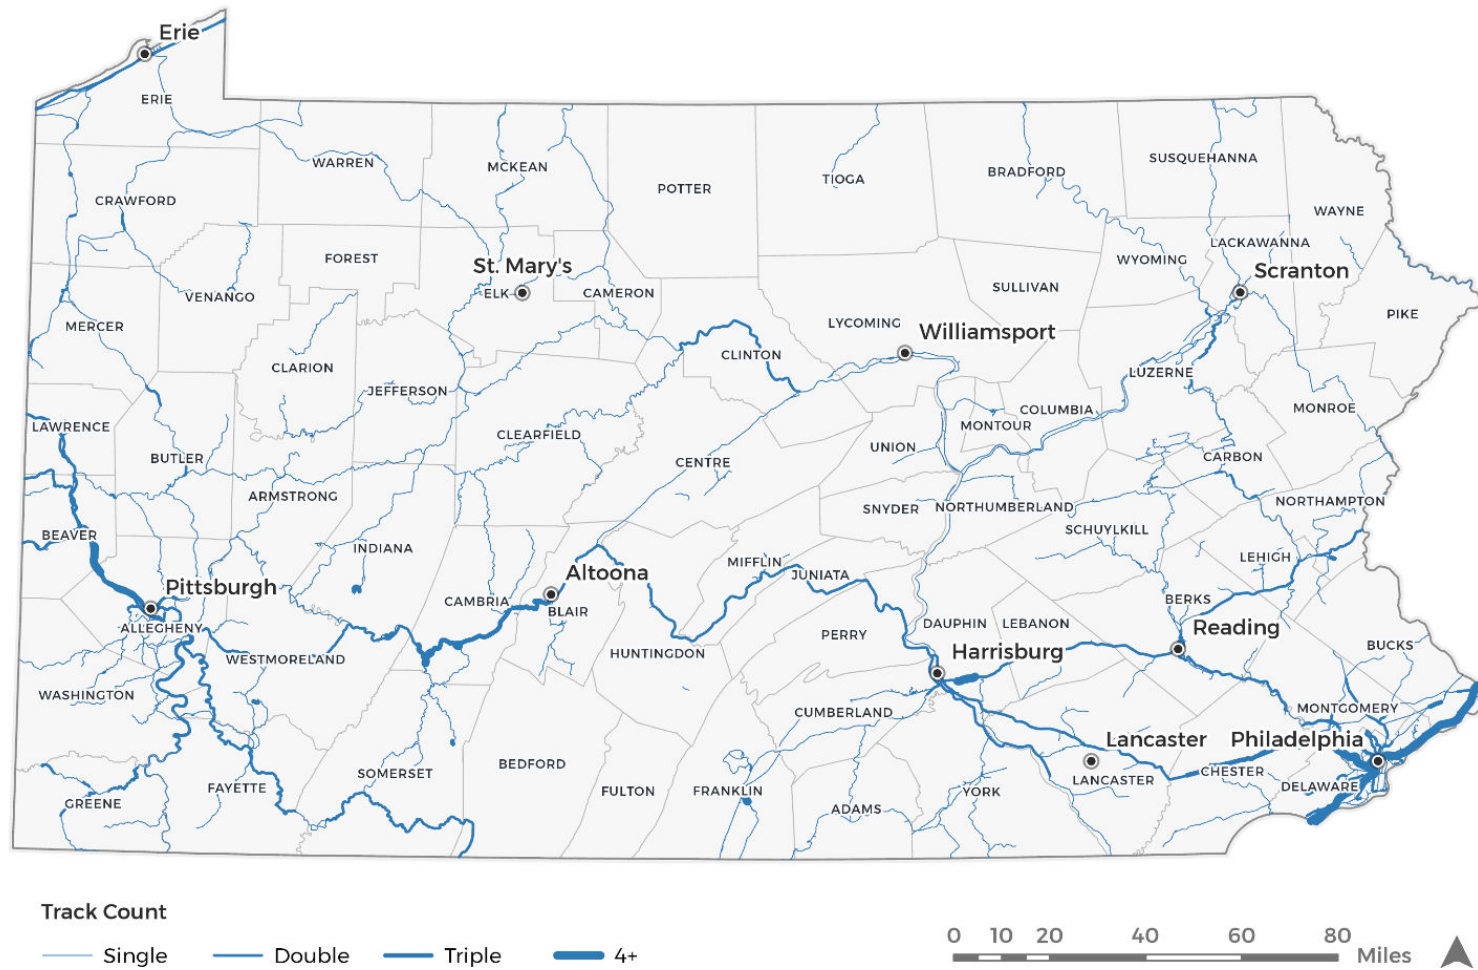 Erie
ERIE
WARREN
MCKEAN
POTTER
TIOGA
BRADFORD
SUSQUEHANNA
WAYNE
CRAWFORD
FOREST
St. Mary's
ELK
CAMERON
SULLIVAN
WYOMING
LACKAWANNA
Scranton
PIKE
VENANGO
MERCER
LYCOMING
Williamsport
CLINTON
CLARION
JEFFERSON
LUZERNE
COLUMBIA
MONTOUR
MONROE
LAWRENCE
BUTLER
CLEARFIELD
CENTRE
UNION
CARBON
ARMSTRONG
SNYDER
NORTHUMBERLAND
NORTHAMPTON
SCHUYLKILL
BEAVER
INDIANA
MIFFLIN
JUNIATA
LEHIGH
Pittsburgh
Altoona
CAMBRIA
BLAIR
BERKS
ALLEGHENY
PERRY
DAUPHIN
LEBANON
Reading
WESTMORELAND
HUNTINGDON
Harrisburg
BUCKS
WASHINGTON
CUMBERLAND
MONTGOMERY
Lancaster
Philadelphia
SOMERSET
BEDFORD
LANCASTER
CHESTER
DELAWARE
GREENE
FAYETTE
FULTON
FRANKLIN
ADAMS
YORK
Track Count
Single
Double
Triple
4+
0 10 20 40 60 80
Miles